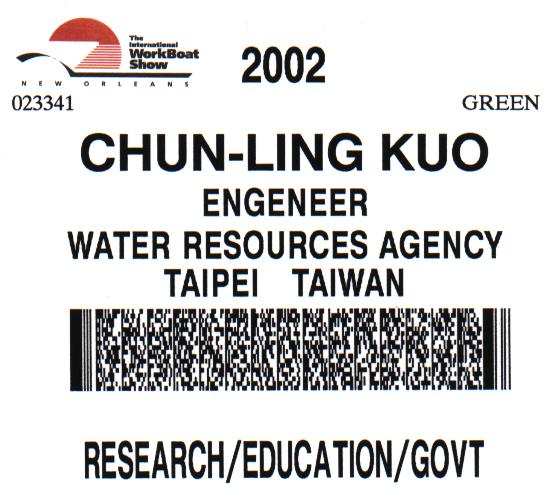 The
International
WorkBoat
Show
NEW ORLEANS
2002
023341 GREEN
CHUN-LING KUO
ENGENEER
WATER RESOURCES AGENCY
TAIPEI TAIWAN
RESEARCH/EDUCATION/GOVT